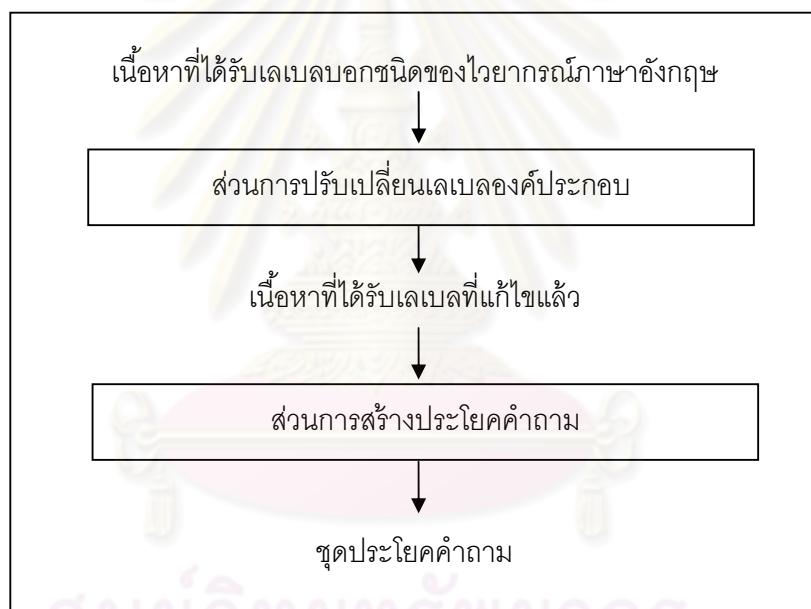 เนื้อหาที่ได้รับเลเบลบอกชนิดของไวยากรณ์ภาษาอังกฤษ
ส่วนการปรับเปลี่ยนเลเบลองค์ประกอบ
เนื้อหาที่ได้รับเลเบลที่แก้ไขแล้ว
ส่วนการสร้างประโยคคำถาม
ชุดประโยคคำถาม